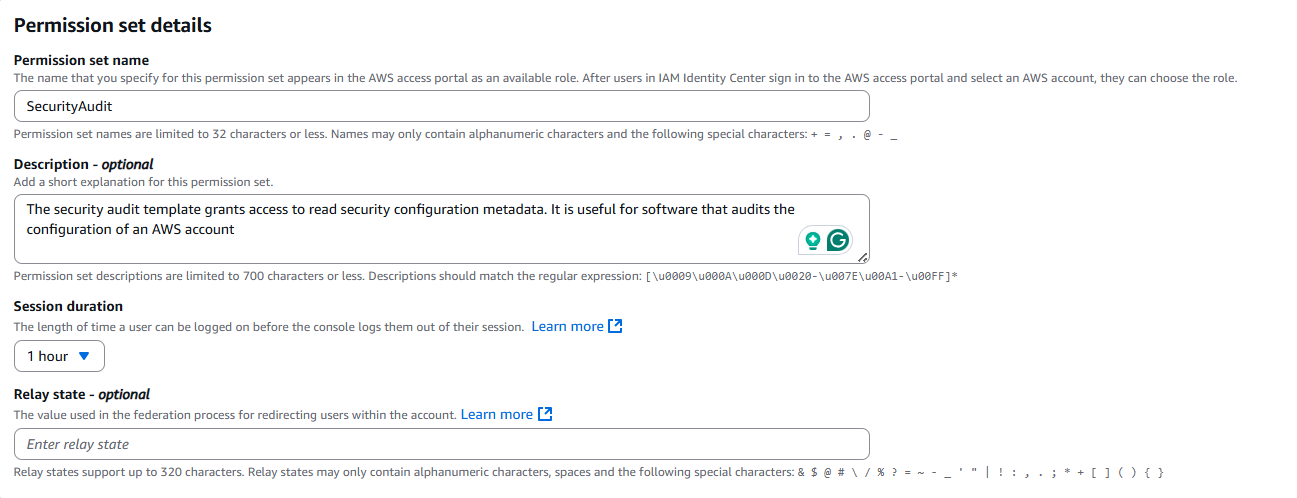 Permission set details
Permission set name
The name that you specify for this permission set appears in the AWS access portal as an available role. After users in IAM Identity Center sign in to the AWS access portal and select an AWS account, they can choose the role.
SecurityAudit
Permission set names are limited to 32 characters or less. Names may only contain alphanumeric characters and the following special characters: + = , . @ - _
Description - optional
Add a short explanation for this permission set.
The security audit template grants access to read security configuration metadata. It is useful for software that audits the
configuration of an AWS account
Permission set descriptions are limited to 700 characters or less. Descriptions should match the regular expression: [\u0009\u000A\u000D\u0020-\u007E\u00A1-\u00FF]*
Session duration
The length of time a user can be logged on before the console logs them out of their session. Learn more
1 hour
Relay state - optional
The value used in the federation process for redirecting users within the account. Learn more
Enter relay state
Relay states support up to 320 characters. Relay states may only contain alphanumeric characters, spaces and the following special characters: & $ @ # \ / % ? = ~ - _ ' " | ! : , . ; * + [ ] ( ) { }